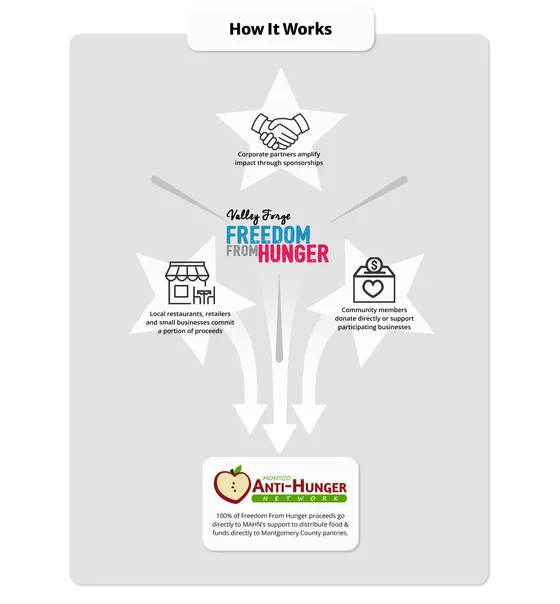 How It Works
Corporate partners amplify
impact through sponsorships
Valley Forge
FREEDOM
FROM HUNGER
Local restaurants, retailers
and small businesses commit
a portion of proceeds
$
Community members
donate directly or support
participating businesses
MONTCO
ANTI-HUNGER
NETWORK
100% of Freedom From Hunger proceeds go
directly to MAHN's support to distribute food &
funds directly to Montgomery County pantries.